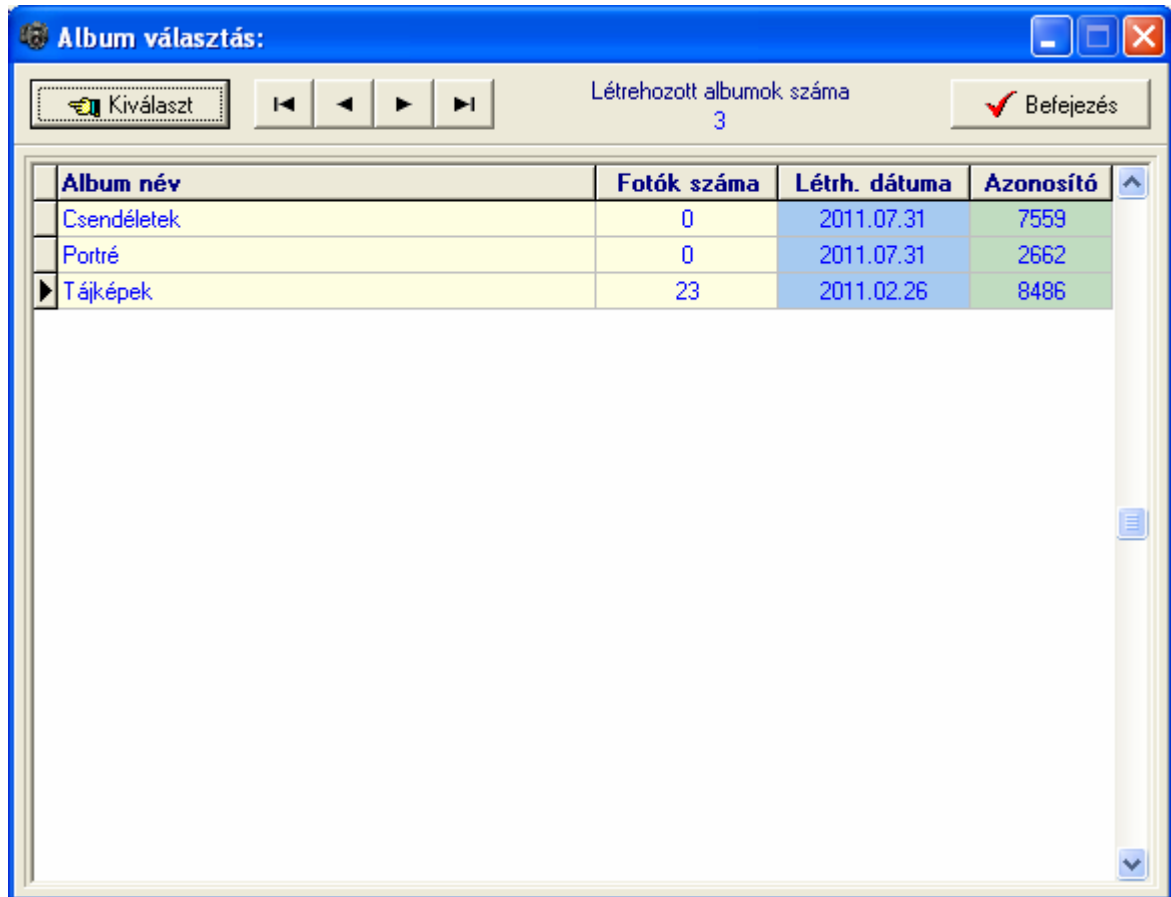 Album választás:
Kiválaszt
Létrehozott albumok száma
3
Befejezés
Album név Fotók száma Létrh. dátuma Azonosító
Csendéletek 0 2011.07.31 7559
Portré 0 2011.07.31 2662
Tájképek 23 2011.02.26 8486